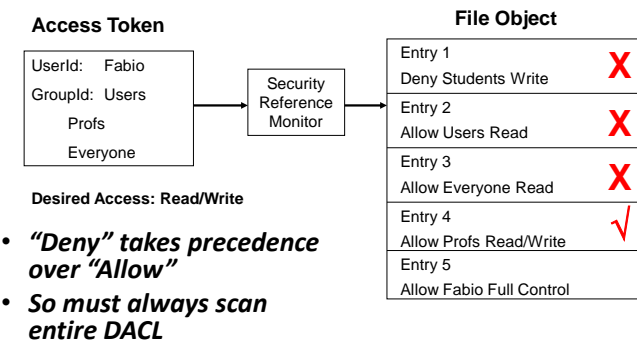 Access Token
UserId: Fabio
GroupId: Users
Profs
Everyone
Security
Reference
Monitor
Desired Access: Read/Write
• “Deny” takes precedence
over “Allow”
• So must always scan
entire DACL
File Object
Entry 1
Deny Students Write
X
Entry 2
Allow Users Read
X
Entry 3
Allow Everyone Read
X
Entry 4
Allow Profs Read/Write
√
Entry 5
Allow Fabio Full Control